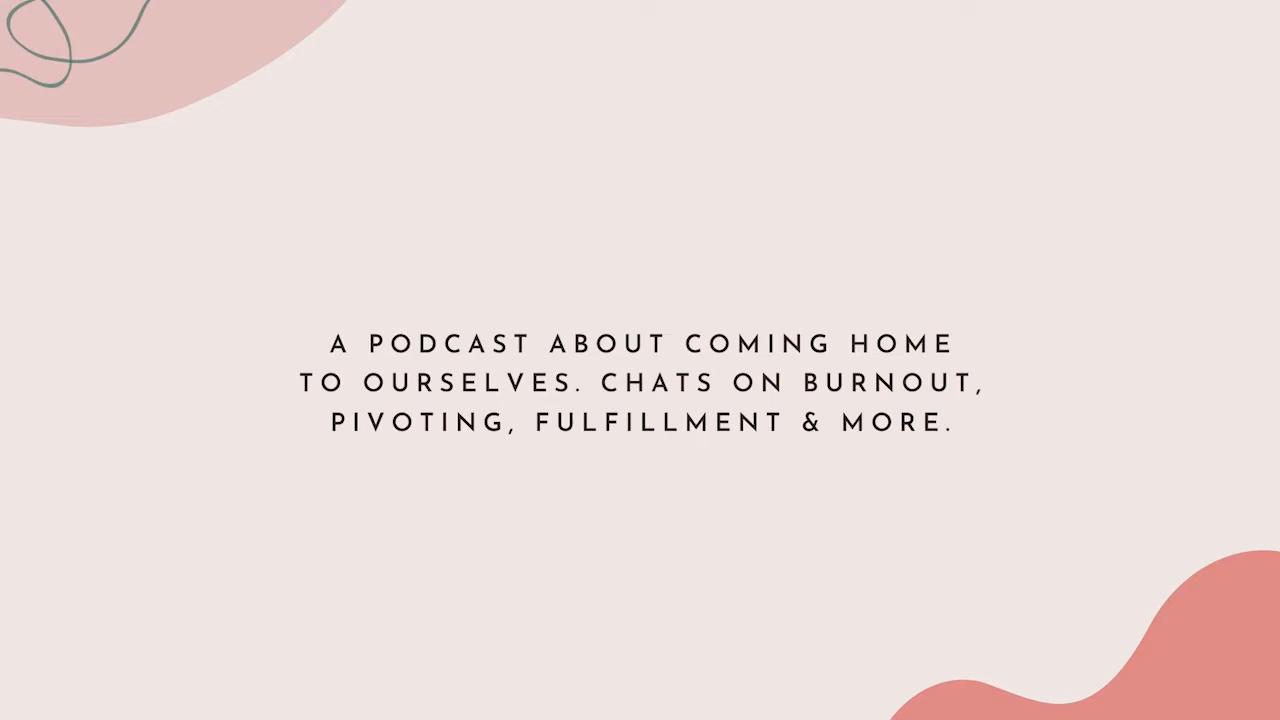 A PODCAST ABOUT COMING HOME
TO OURSELVES. CHATS ON BURNOUT,
PIVOTING, FULFILLMENT & MORE.